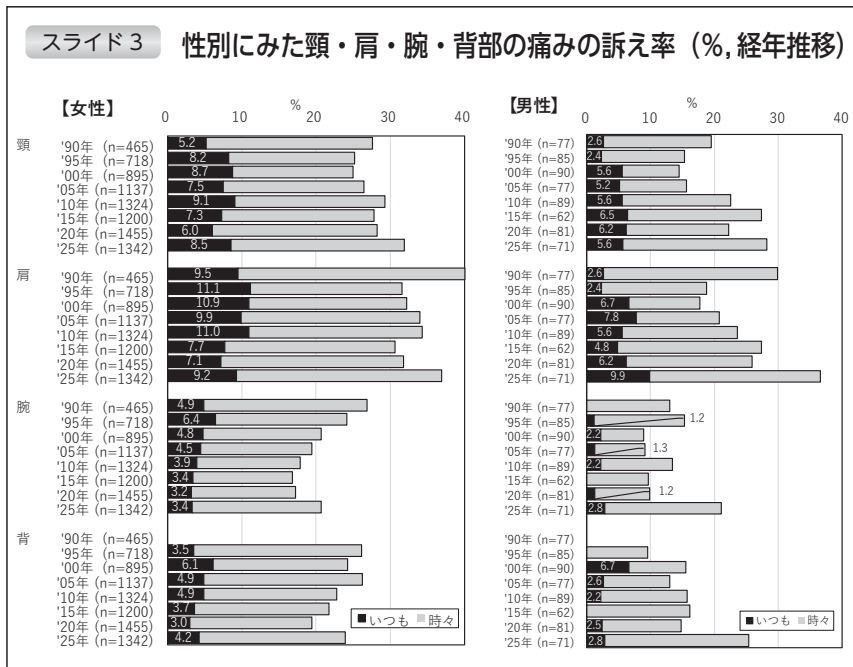 スライド 3 性別にみた頸・肩・腕・背部の痛みの訴え率（%, 経年推移）
【女性】
%
0 10 20 30 40
頸
'90年 (n=465) 5.2
'95年 (n=718) 8.2
'00年 (n=895) 8.7
'05年 (n=1137) 7.5
'10年 (n=1324) 9.1
'15年 (n=1200) 7.3
'20年 (n=1455) 6.0
'25年 (n=1342) 8.5
肩
'90年 (n=465) 9.5
'95年 (n=718) 11.1
'00年 (n=895) 10.9
'05年 (n=1137) 9.9
'10年 (n=1324) 11.0
'15年 (n=1200) 7.7
'20年 (n=1455) 7.1
'25年 (n=1342) 9.2
腕
'90年 (n=465) 4.9
'95年 (n=718) 6.4
'00年 (n=895) 4.8
'05年 (n=1137) 4.5
'10年 (n=1324) 3.9
'15年 (n=1200) 3.4
'20年 (n=1455) 3.2
'25年 (n=1342) 3.4
背
'90年 (n=465)
'95年 (n=718) 3.5
'00年 (n=895) 6.1
'05年 (n=1137) 4.9
'10年 (n=1324) 4.9
'15年 (n=1200) 3.7
'20年 (n=1455) 3.0
'25年 (n=1342) 4.2
■いつも □時々
【男性】
%
0 10 20 30 40
'90年 (n=77) 2.6
'95年 (n=85) 2.4
'00年 (n=90) 5.6
'05年 (n=77) 5.2
'10年 (n=89) 5.6
'15年 (n=62) 6.5
'20年 (n=81) 6.2
'25年 (n=71) 5.6
'90年 (n=77) 2.6
'95年 (n=85) 2.4
'00年 (n=90) 6.7
'05年 (n=77) 7.8
'10年 (n=89) 5.6
'15年 (n=62) 4.8
'20年 (n=81) 6.2
'25年 (n=71) 9.9
'90年 (n=77)
'95年 (n=85) 1.2
'00年 (n=90) 2.2
'05年 (n=77) 1.3
'10年 (n=89) 2.2
'15年 (n=62)
'20年 (n=81) 1.2
'25年 (n=71) 2.8
'90年 (n=77)
'95年 (n=85)
'00年 (n=90) 6.7
'05年 (n=77) 2.6
'10年 (n=89) 2.2
'15年 (n=62)
'20年 (n=81) 2.5
'25年 (n=71) 2.8
■いつも □時々